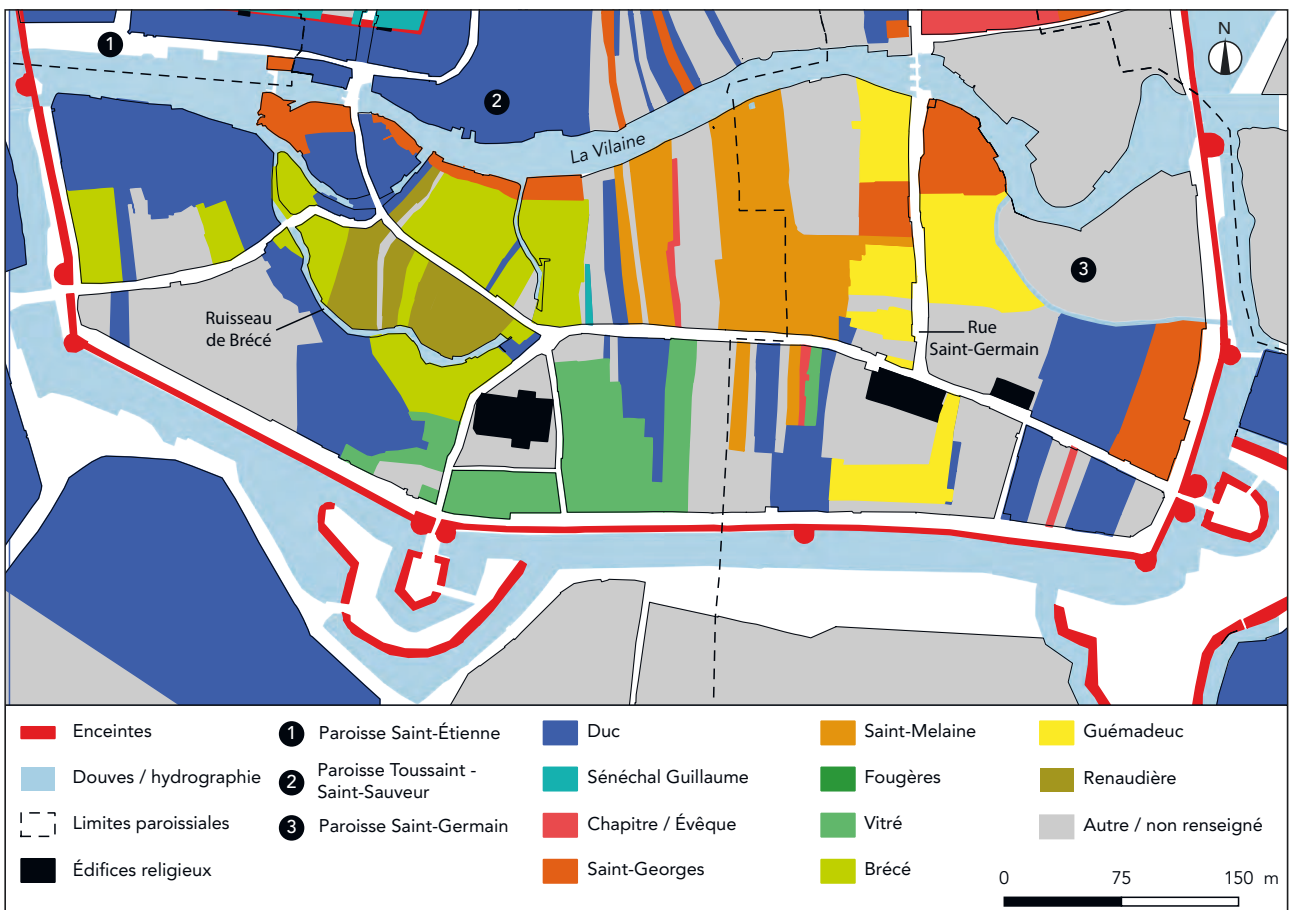 1
N
2
La Vilaine
3
Ruisseau
de Brécé
Rue
Saint-Germain
Enceintes
Douves / hydrographie
Limites paroissiales
Édifices religieux
1 Paroisse Saint-Étienne
2 Paroisse Toussaint -
Saint-Sauveur
3 Paroisse Saint-Germain
Duc
Sénéchal Guillaume
Chapitre / Évêque
Saint-Georges
Saint-Melaine
Fougères
Vitré
Brécé
Guémadeuc
Renaudière
Autre / non renseigné
0 75 150 m